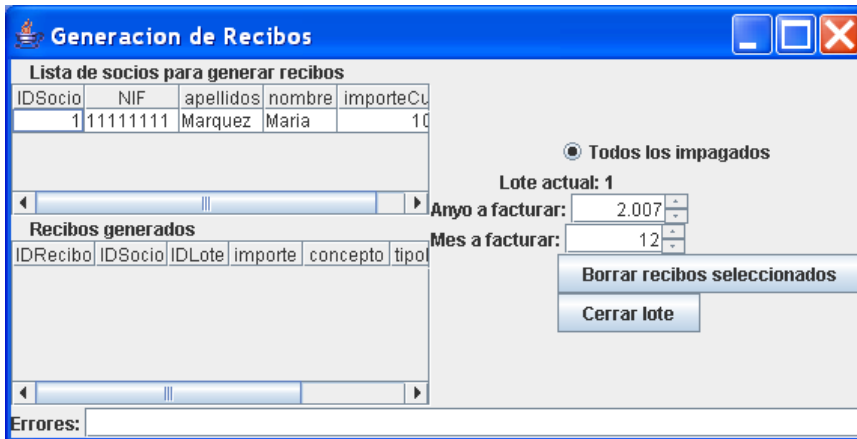 Generacion de Recibos
Lista de socios para generar recibos
IDSocio NIF apellidos nombre importeCu
1 11111111 Marquez Maria 10
Todos los impagados
Lote actual: 1
Anyo a facturar: 2.007
Recibos generados
Mes a facturar: 12
IDRecibo IDSocio IDLote importe concepto tipol
Borrar recibos seleccionados
Cerrar lote
Errores: